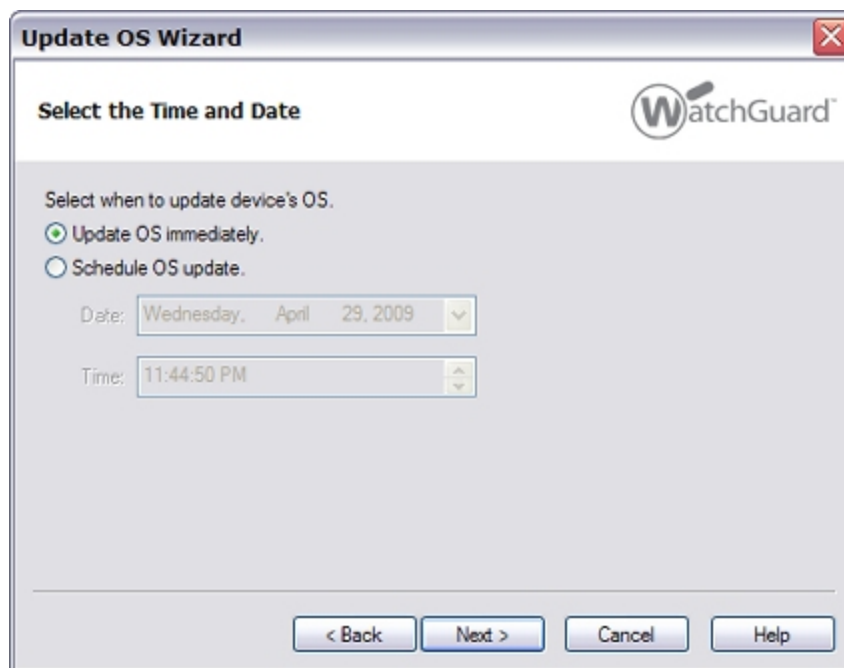 Update OS Wizard
Select the Time and Date
WatchGuard™
Select when to update device's OS.
Update OS immediately.
Schedule OS update.
Date: Wednesday, April 29, 2009
Time: 11:44:50 PM
< Back Next > Cancel Help